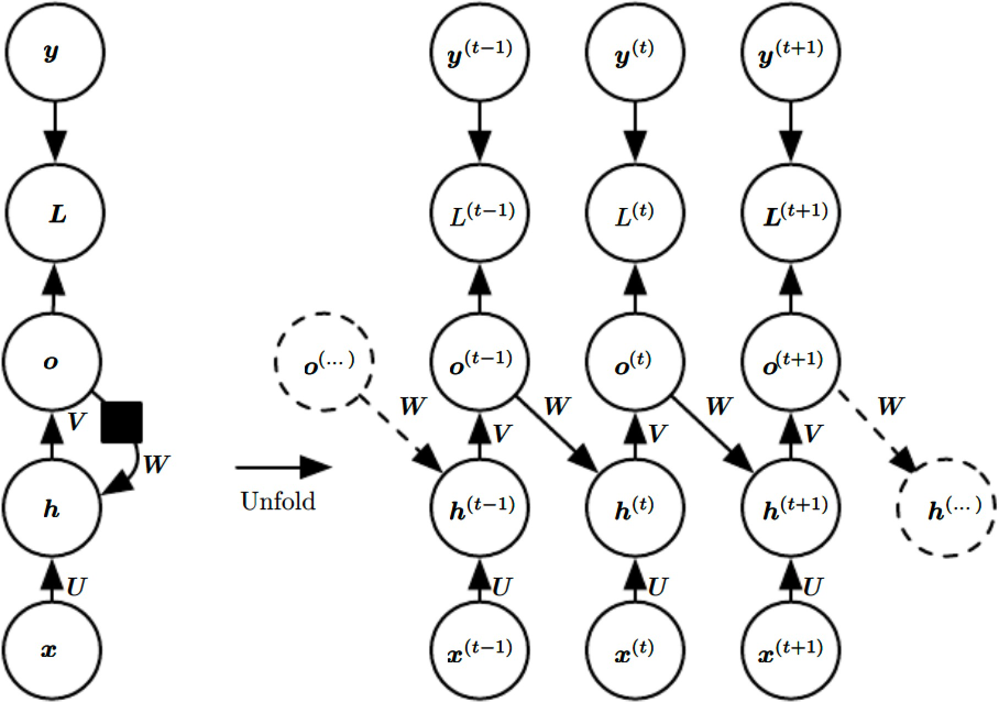 y y^(t−1) y^(t) y^(t+1)
L L^(t−1) L^(t) L^(t+1)
o o^(...) o^(t−1) o^(t) o^(t+1)
W W W W
V V V V
W
Unfold
h h^(t−1) h^(t) h^(t+1) h^(...)
U U U U
x x^(t−1) x^(t) x^(t+1)